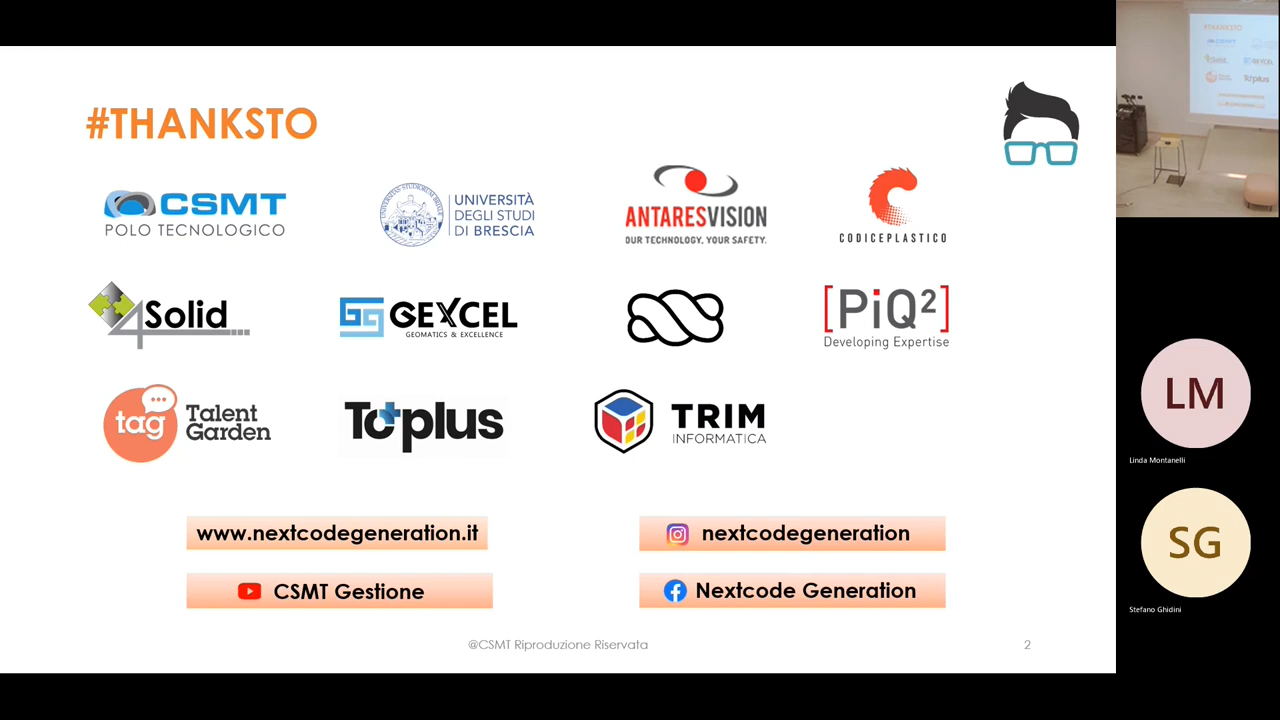 #THANKSTO
CSMT
POLO TECNOLOGICO
UNIVERSITÀ
DEGLI STUDI
DI BRESCIA
ANTARESVISION
OUR TECHNOLOGY, YOUR SAFETY.
CODICEPLASTICO
4Solid
GEXCEL
GEOMATICS & EXCELLENCE
[PiQ²]
Developing Expertise
tag
Talent
Garden
Totplus
TRIM
INFORMATICA
www.nextcodegeneration.it
nextcodegeneration
CSMT Gestione
Nextcode Generation
@CSMT Riproduzione Riservata
2
LM
Linda Montanelli
SG
Stefano Ghidini